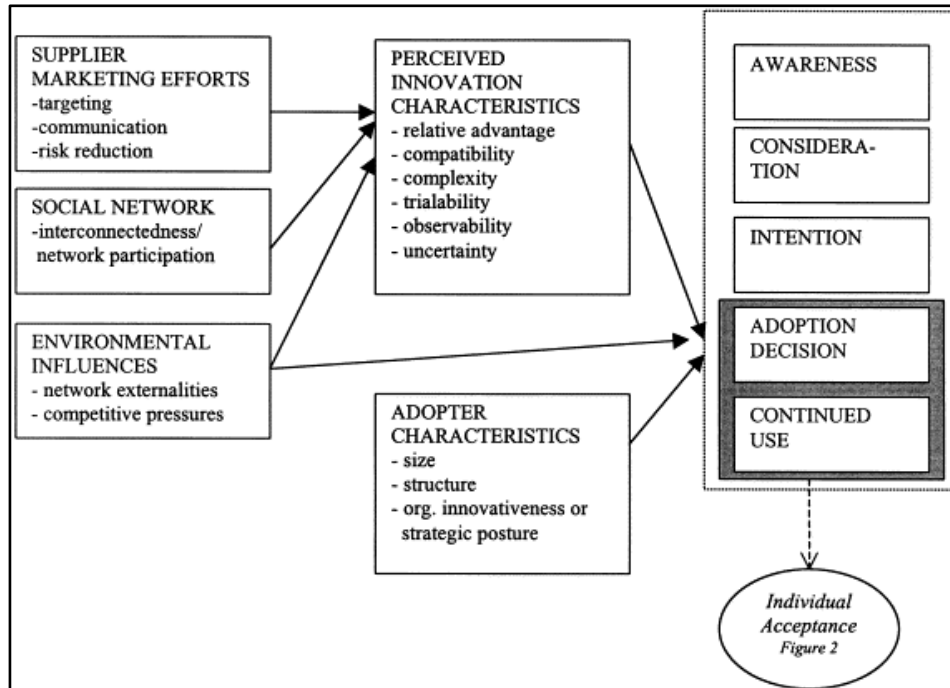 SUPPLIER
MARKETING EFFORTS
-targeting
-communication
-risk reduction
SOCIAL NETWORK
-interconnectedness/
network participation
ENVIRONMENTAL
INFLUENCES
- network externalities
- competitive pressures
PERCEIVED
INNOVATION
CHARACTERISTICS
- relative advantage
- compatibility
- complexity
- trialability
- observability
- uncertainty
ADOPTER
CHARACTERISTICS
- size
- structure
- org. innovativeness or
strategic posture
AWARENESS
CONSIDERA-
TION
INTENTION
ADOPTION
DECISION
CONTINUED
USE
Individual
Acceptance
Figure 2